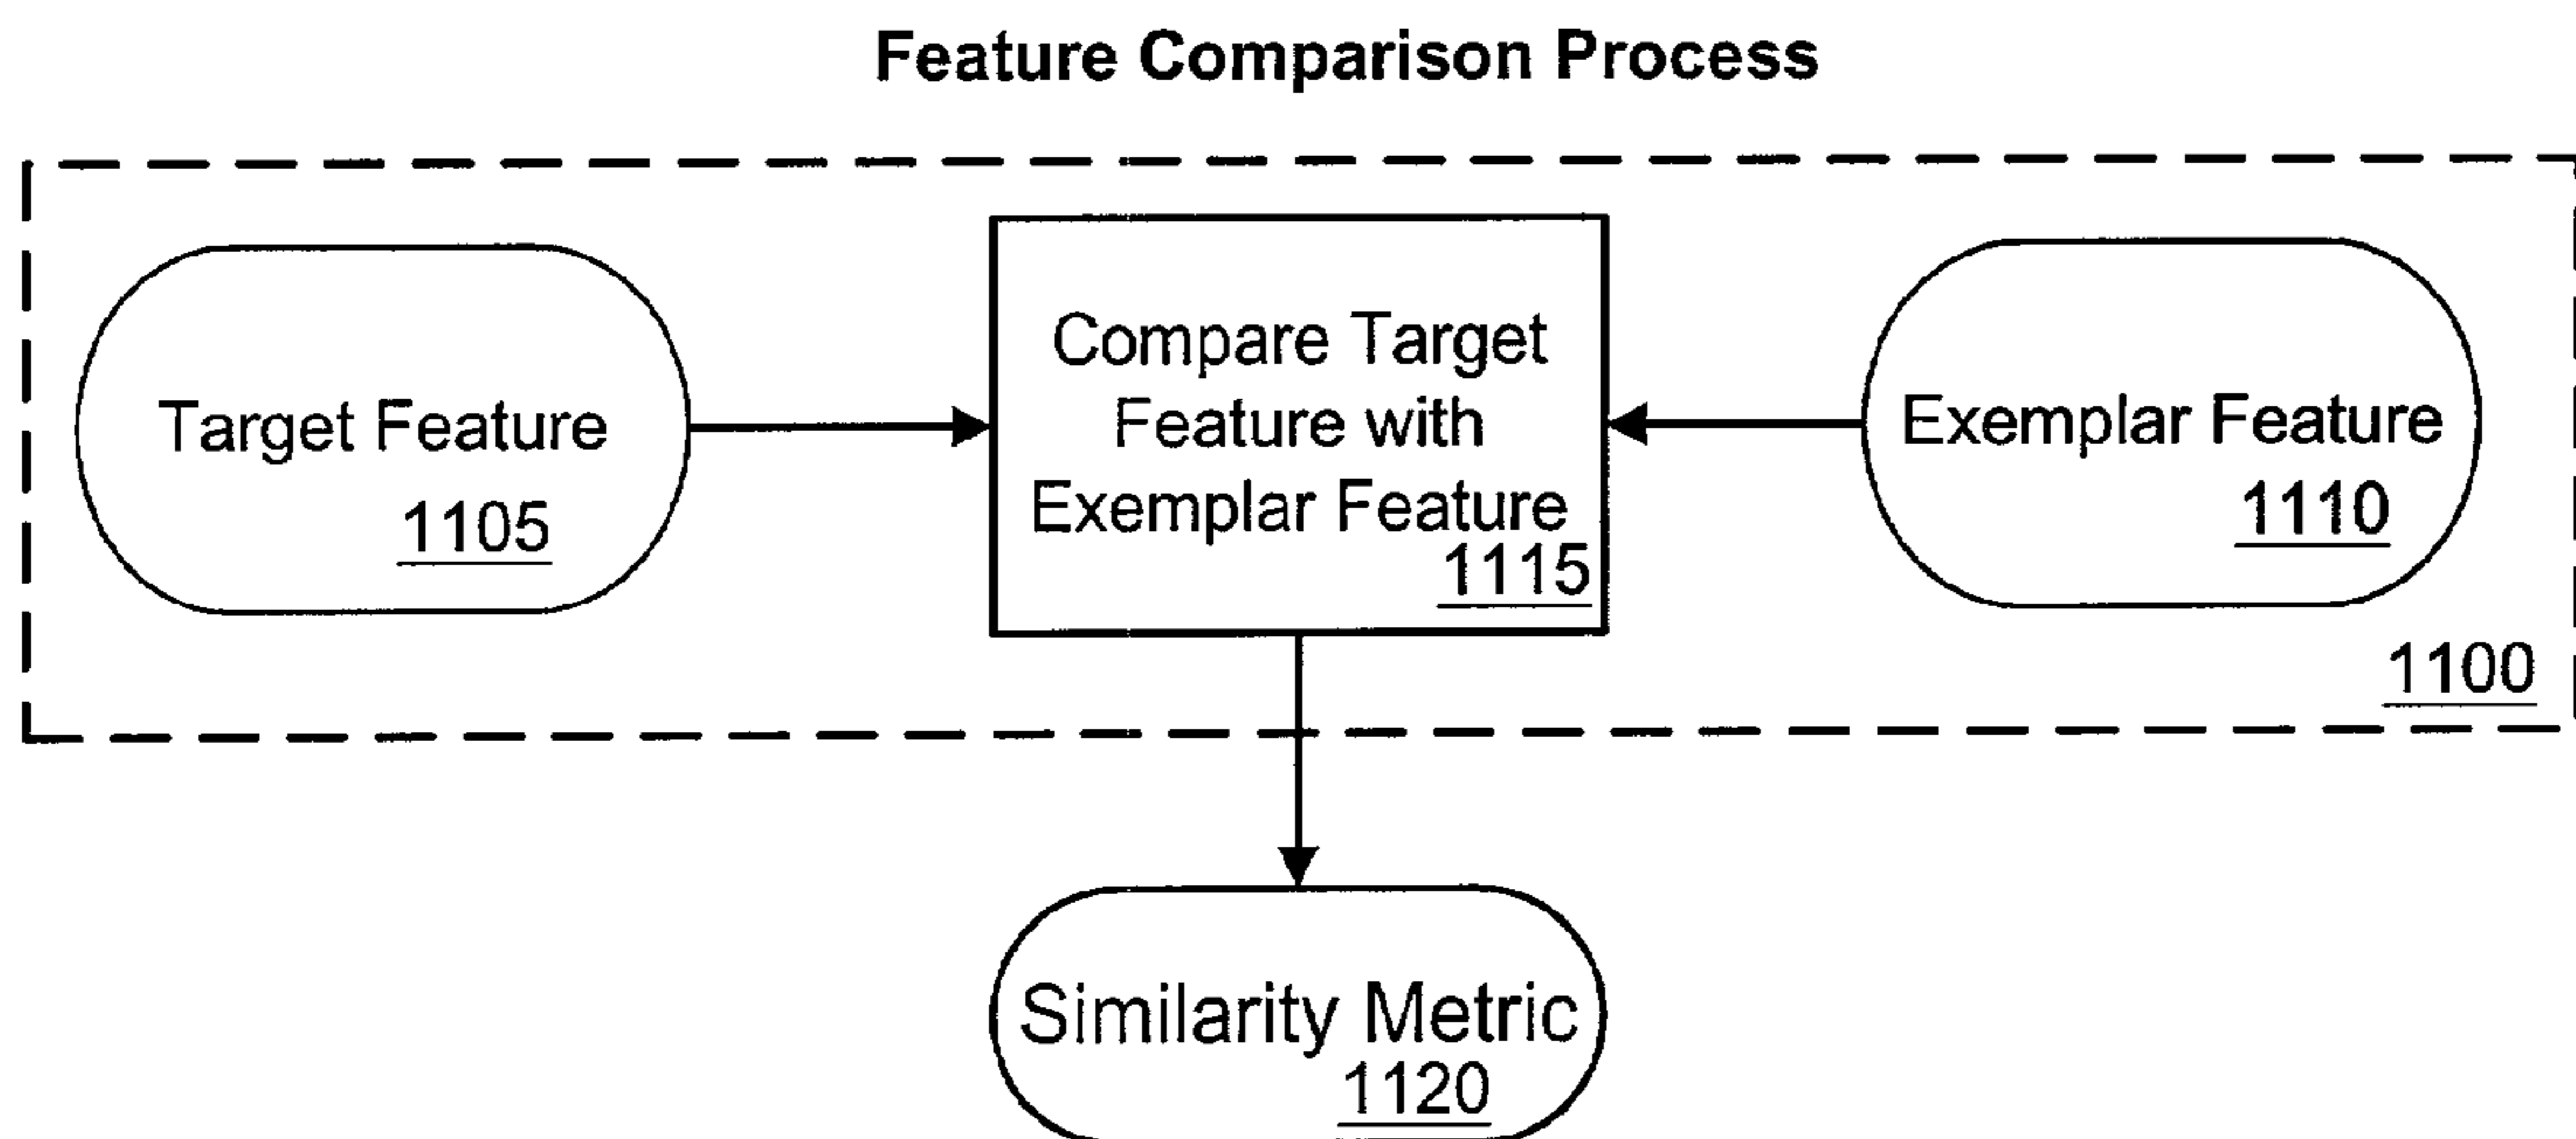 Feature Comparison Process
Target Feature
1105
Compare Target
Feature with
Exemplar Feature
1115
Exemplar Feature
1110
1100
Similarity Metric
1120